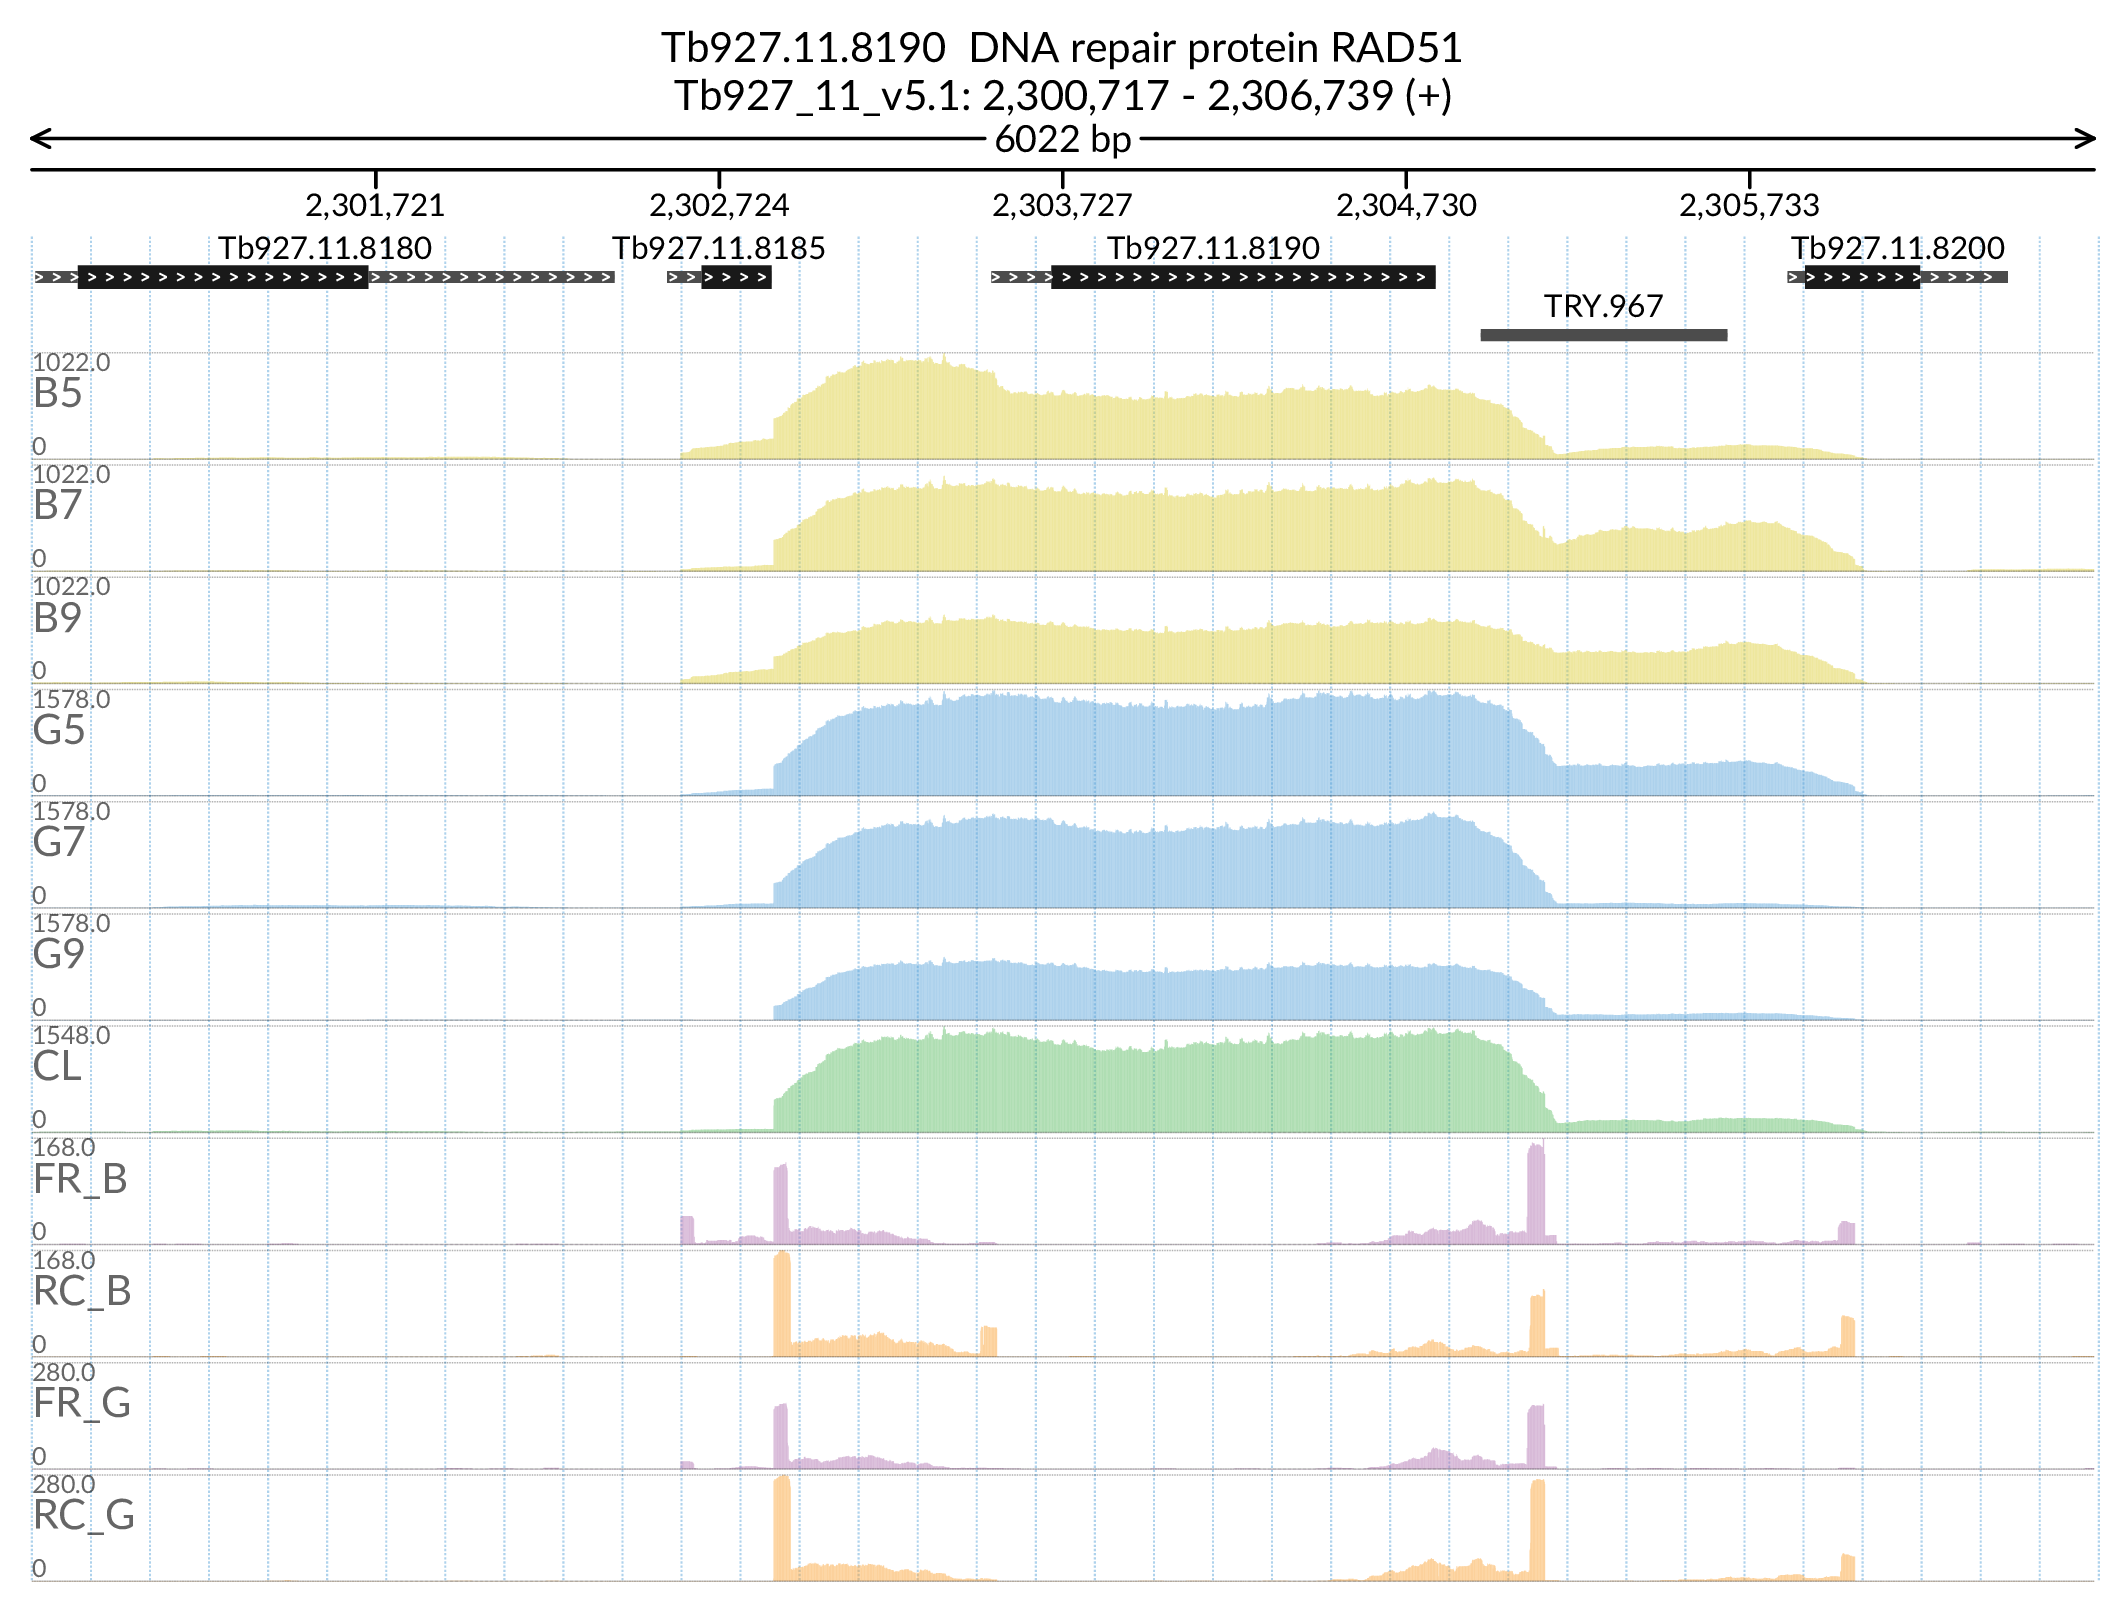 Tb927.11.8190  DNA repair protein RAD51
Tb927_11_v5.1: 2,300,717 - 2,306,739 (+)
6022 bp
2,301,721 2,302,724 2,303,727 2,304,730 2,305,733
Tb927.11.8180 Tb927.11.8185 Tb927.11.8190 Tb927.11.8200
TRY.967
1022.0
B5
0
1022.0
B7
0
1022.0
B9
0
1578.0
G5
0
1578.0
G7
0
1578.0
G9
0
1548.0
CL
0
168.0
FR_B
0
168.0
RC_B
0
280.0
FR_G
0
280.0
RC_G
0